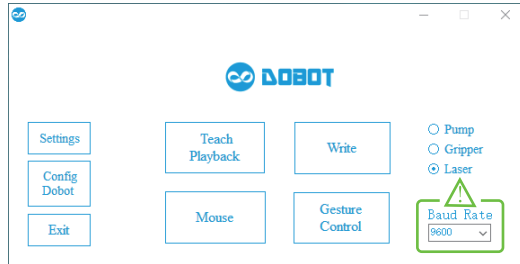 DOBOT
Settings
Config
Dobot
Exit
Teach
Playback
Write
Mouse
Gesture
Control
Pump
Gripper
Laser
!
Baud Rate
9600